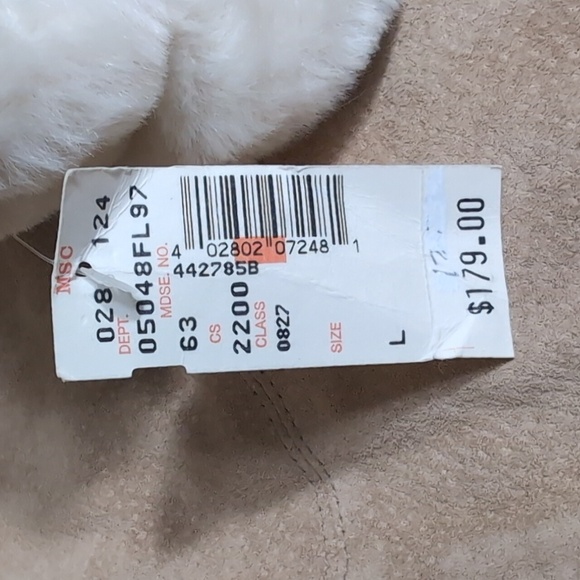 MSC
028 124
DEPT.
05048FL97
MDSE. NO.
4 02802 07248 1
442785B
63
CS
2200
CLASS
0827
SIZE
L
$179.00